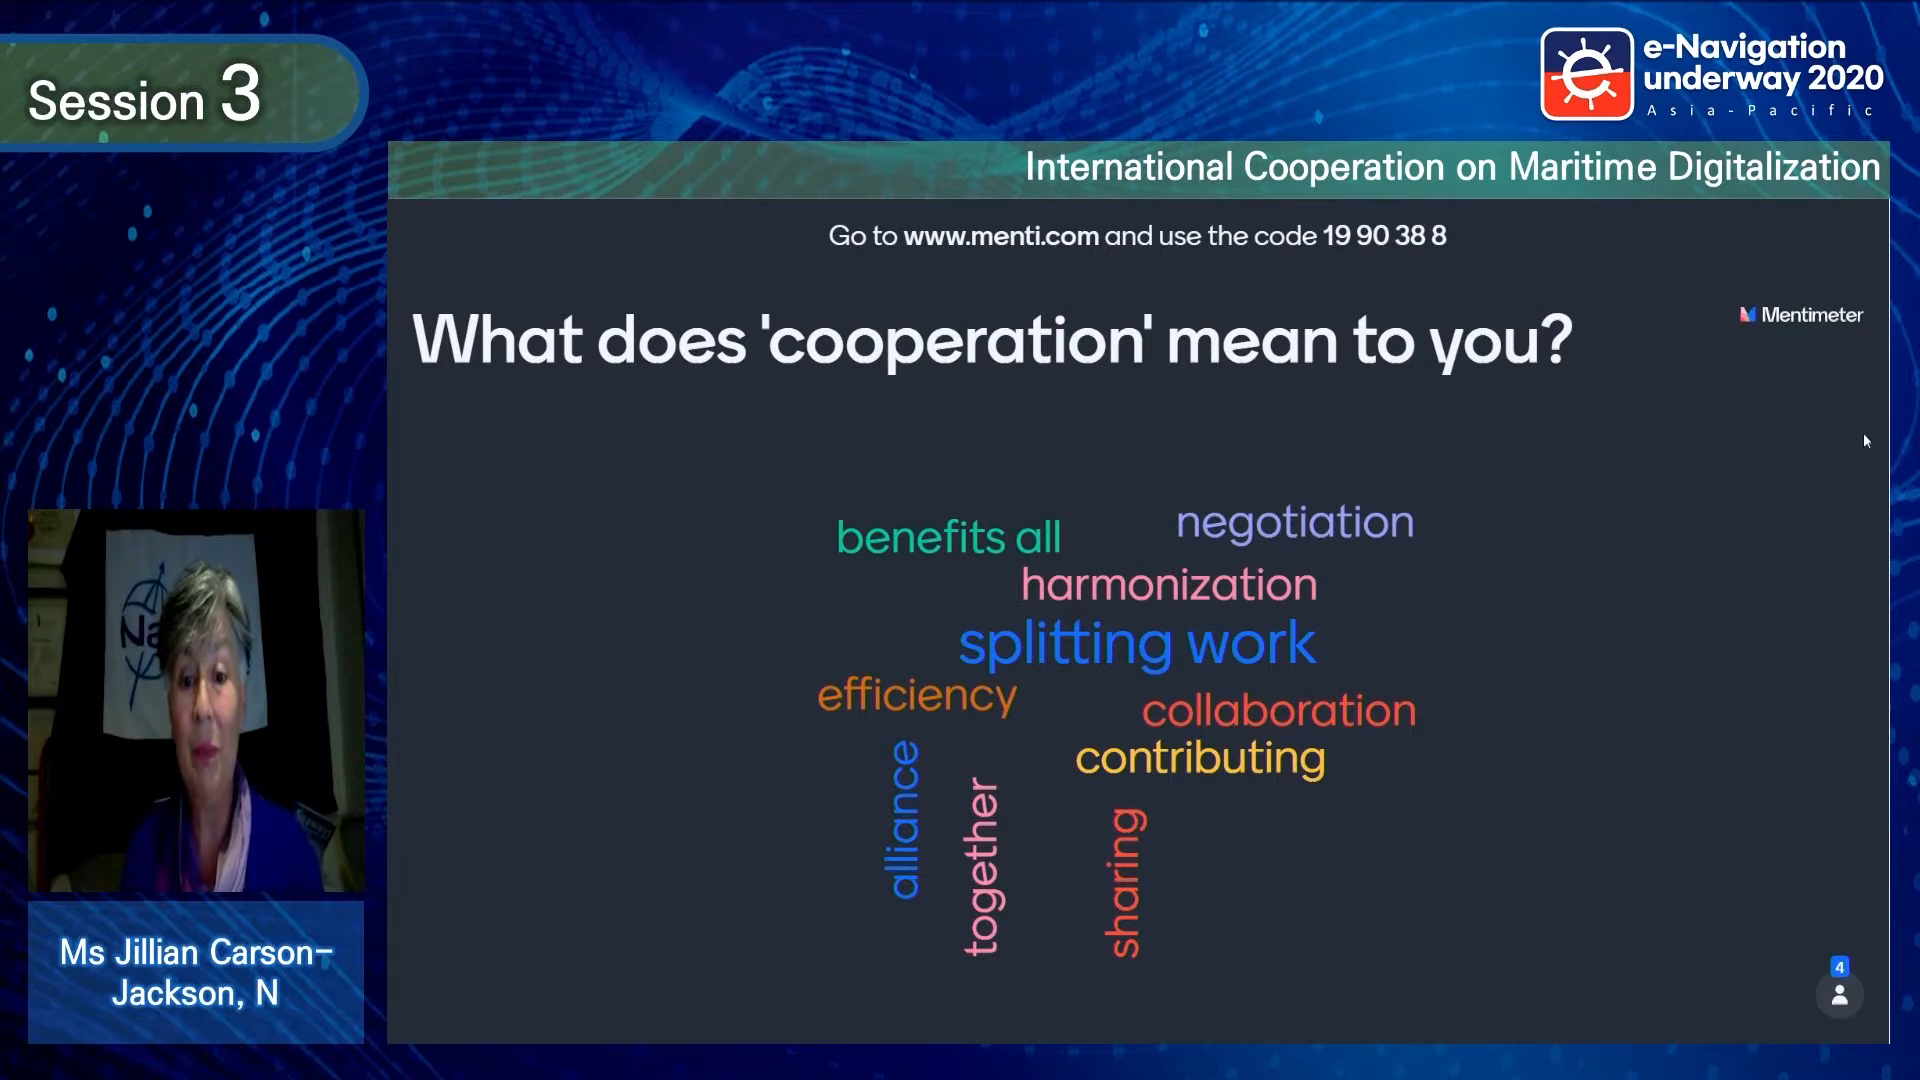 Session 3
e-Navigation
underway 2020
Asia-Pacific
International Cooperation on Maritime Digitalization
Go to www.menti.com and use the code 19 90 38 8
What does 'cooperation' mean to you?
Mentimeter
benefits all
negotiation
harmonization
splitting work
efficiency
collaboration
contributing
alliance
together
sharing
Na
4
Ms Jillian Carson-
Jackson, N